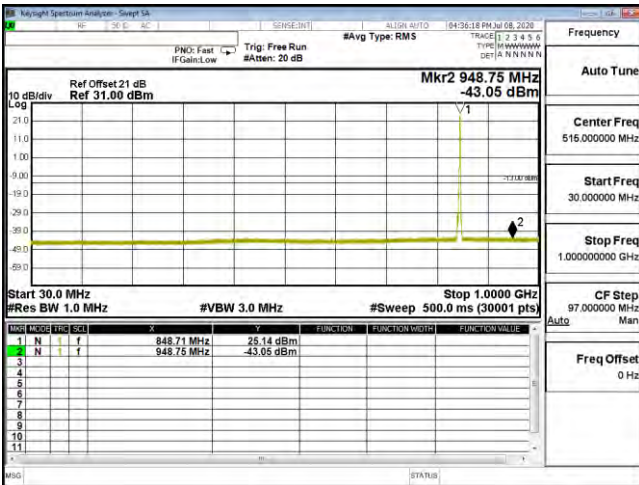 Keysight Spectrum Analyzer - Swept SA
RF 50 Ω AC SENSE:INT ALIGN AUTO 04:36:18 PM Jul 08, 2020
#Avg Type: RMS
TRACE 1 2 3 4 5 6
TYPE M WWWWW
DET A N N N N N
PNO: Fast Trig: Free Run
IFGain:Low #Atten: 20 dB
Ref Offset 21 dB
10 dB/div Ref 31.00 dBm
Mkr2 948.75 MHz
-43.05 dBm
Log
21.0
11.0
1.00
-9.00
-13.00 dBm
-19.0
-29.0
-39.0
-49.0
-59.0
1
2
Start 30.0 MHz Stop 1.0000 GHz
#Res BW 1.0 MHz #VBW 3.0 MHz #Sweep 500.0 ms (30001 pts)
MKR MODE TRC SCL X Y FUNCTION FUNCTION WIDTH FUNCTION VALUE
1 N 1 f 848.71 MHz 25.14 dBm
2 N 1 f 948.75 MHz -43.05 dBm
3
4
5
6
7
8
9
10
11
MSG STATUS
Frequency
Auto Tune
Center Freq
515.000000 MHz
Start Freq
30.000000 MHz
Stop Freq
1.000000000 GHz
CF Step
97.000000 MHz
Auto Man
Freq Offset
0 Hz